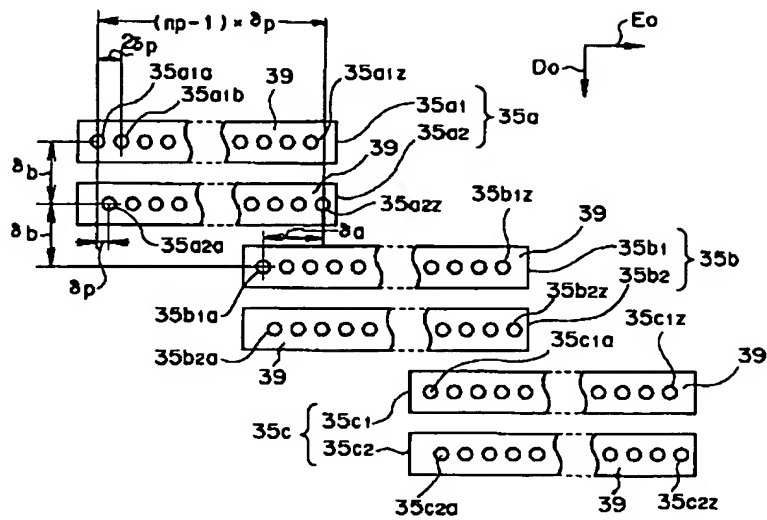 (np-1) × δp
2δp
35a1a
35a1b
39
35a1z
35a1
35a2
35a
Eo
Do
δb
39
35a2z
δb
35a2a
δa
35b1z
39
35b1
35b2
35b
δp
35b1a
35b2z
35b2a
39
35c1a
35c1z
39
35c
35c1
35c2
35c2a
39
35c2z